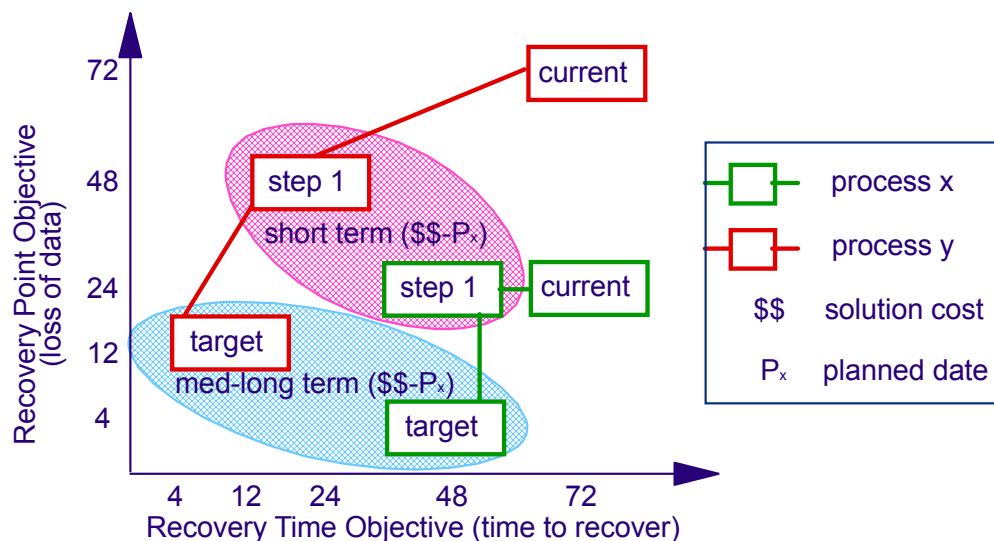 Recovery Point Objective
(loss of data)
72
48
24
12
4
current
step 1
short term ($$-Pₓ)
step 1
current
target
med-long term ($$-Pₓ)
target
4 12 24 48 72
Recovery Time Objective (time to recover)
process x
process y
$$ solution cost
Pₓ planned date